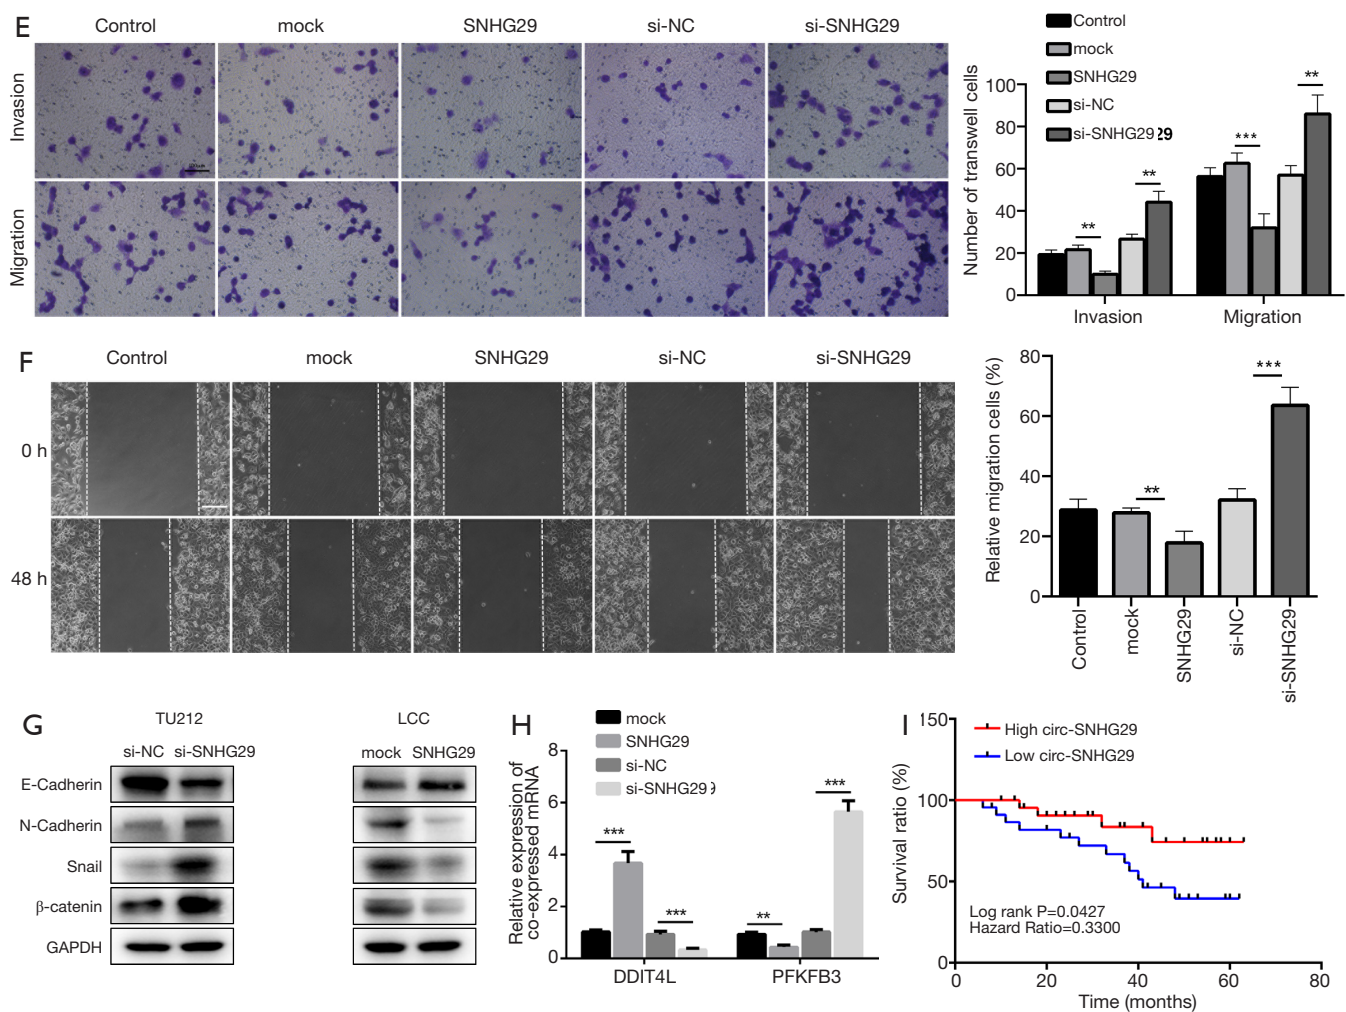 E
Control
mock
SNHG29
si-NC
si-SNHG29
Invasion
Migration
Control
mock
SNHG29
si-NC
si-SNHG29 29
Number of transwell cells
100
80
60
40
20
0
** ** *** **
Invasion
Migration
F
Control
mock
SNHG29
si-NC
si-SNHG29
0 h
48 h
Relative migration cells (%)
80
60
40
20
0
** ***
Control
mock
SNHG29
si-NC
si-SNHG29
G
TU212
LCC
si-NC si-SNHG29
mock SNHG29
E-Cadherin
N-Cadherin
Snail
β-catenin
GAPDH
H
mock
SNHG29
si-NC
si-SNHG29
Relative expression of
co-expressed mRNA
8
6
4
2
0
*** *** ** ***
DDIT4L
PFKFB3
I
High circ-SNHG29
Low circ-SNHG29
Survival ratio (%)
150
100
50
0
Log rank P=0.0427
Hazard Ratio=0.3300
0 20 40 60 80
Time (months)